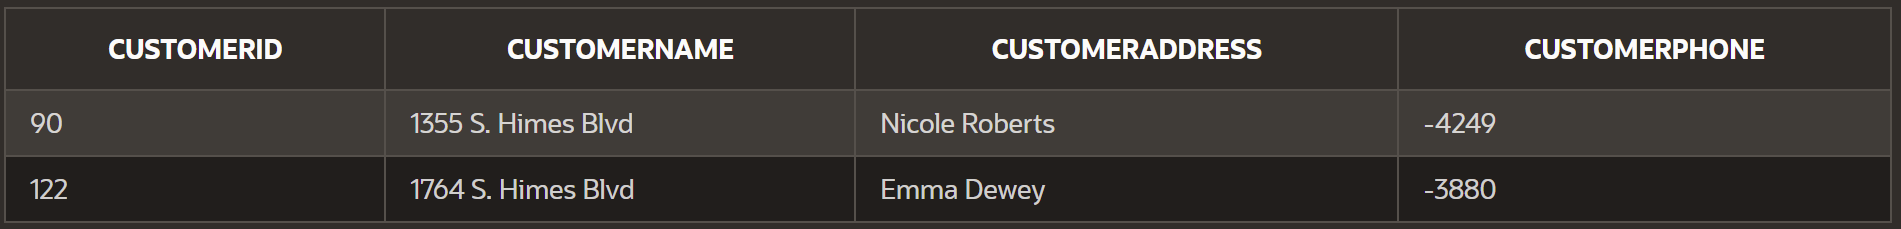 CUSTOMERID CUSTOMERNAME CUSTOMERADDRESS CUSTOMERPHONE
90 1355 S. Himes Blvd Nicole Roberts -4249
122 1764 S. Himes Blvd Emma Dewey -3880